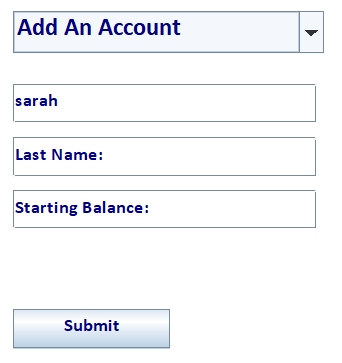 Add An Account
sarah
Last Name:
Starting Balance:
Submit